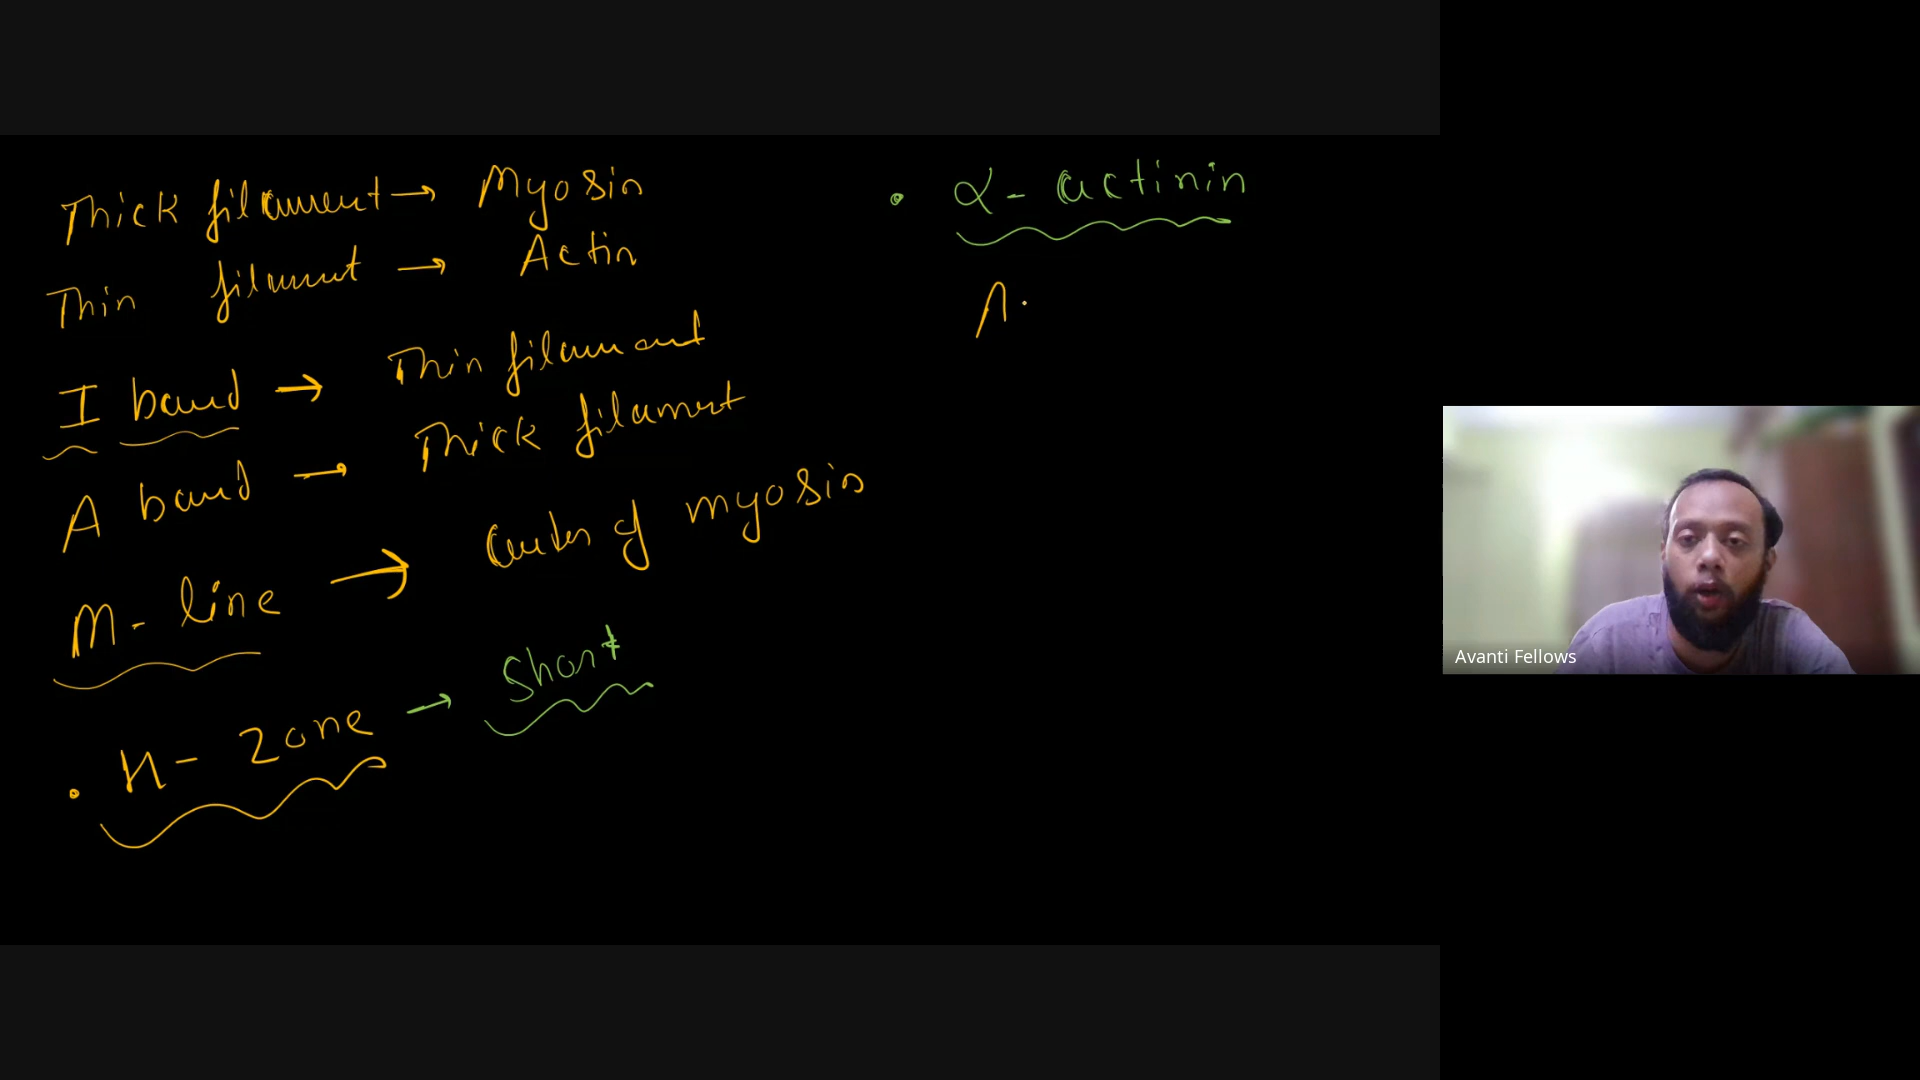 Thick filament → Myosin
Thin filament → Actin
I band → Thin filament
A band → Thick filament
M- line → Center of myosin
• H- Zone → Short
• α- actinin
Avanti Fellows